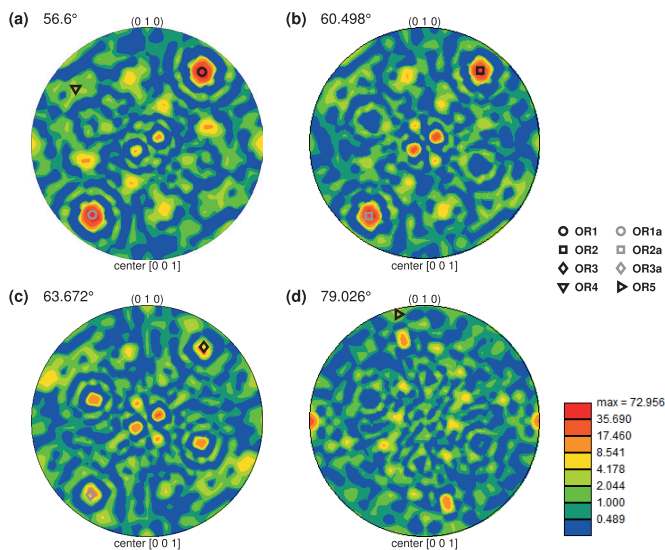 (a) 56.6° (0 1 0)
(b) 60.498° (0 1 0)
center [0 0 1]
center [0 0 1]
OR1 OR1a
OR2 OR2a
OR3 OR3a
OR4 OR5
(c) 63.672° (0 1 0)
(d) 79.026° (0 1 0)
center [0 0 1]
center [0 0 1]
max = 72.956
35.690
17.460
8.541
4.178
2.044
1.000
0.489